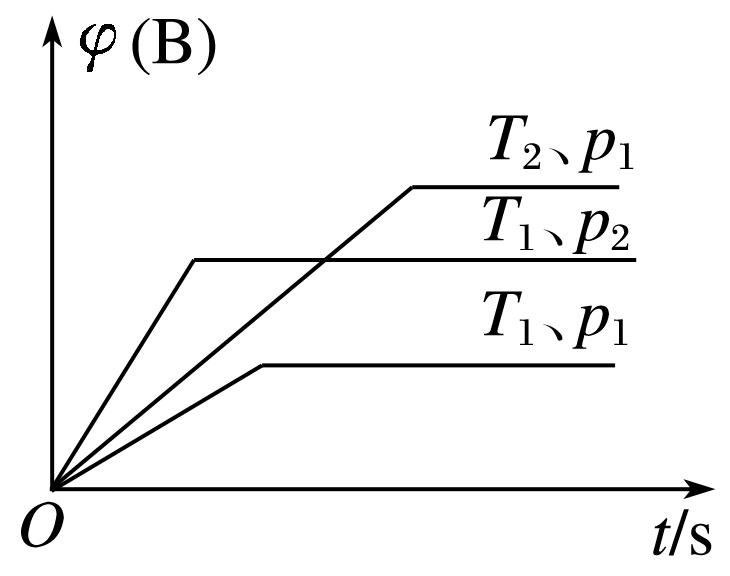 φ (B)
T₂、p₁
T₁、p₂
T₁、p₁
O
t/s